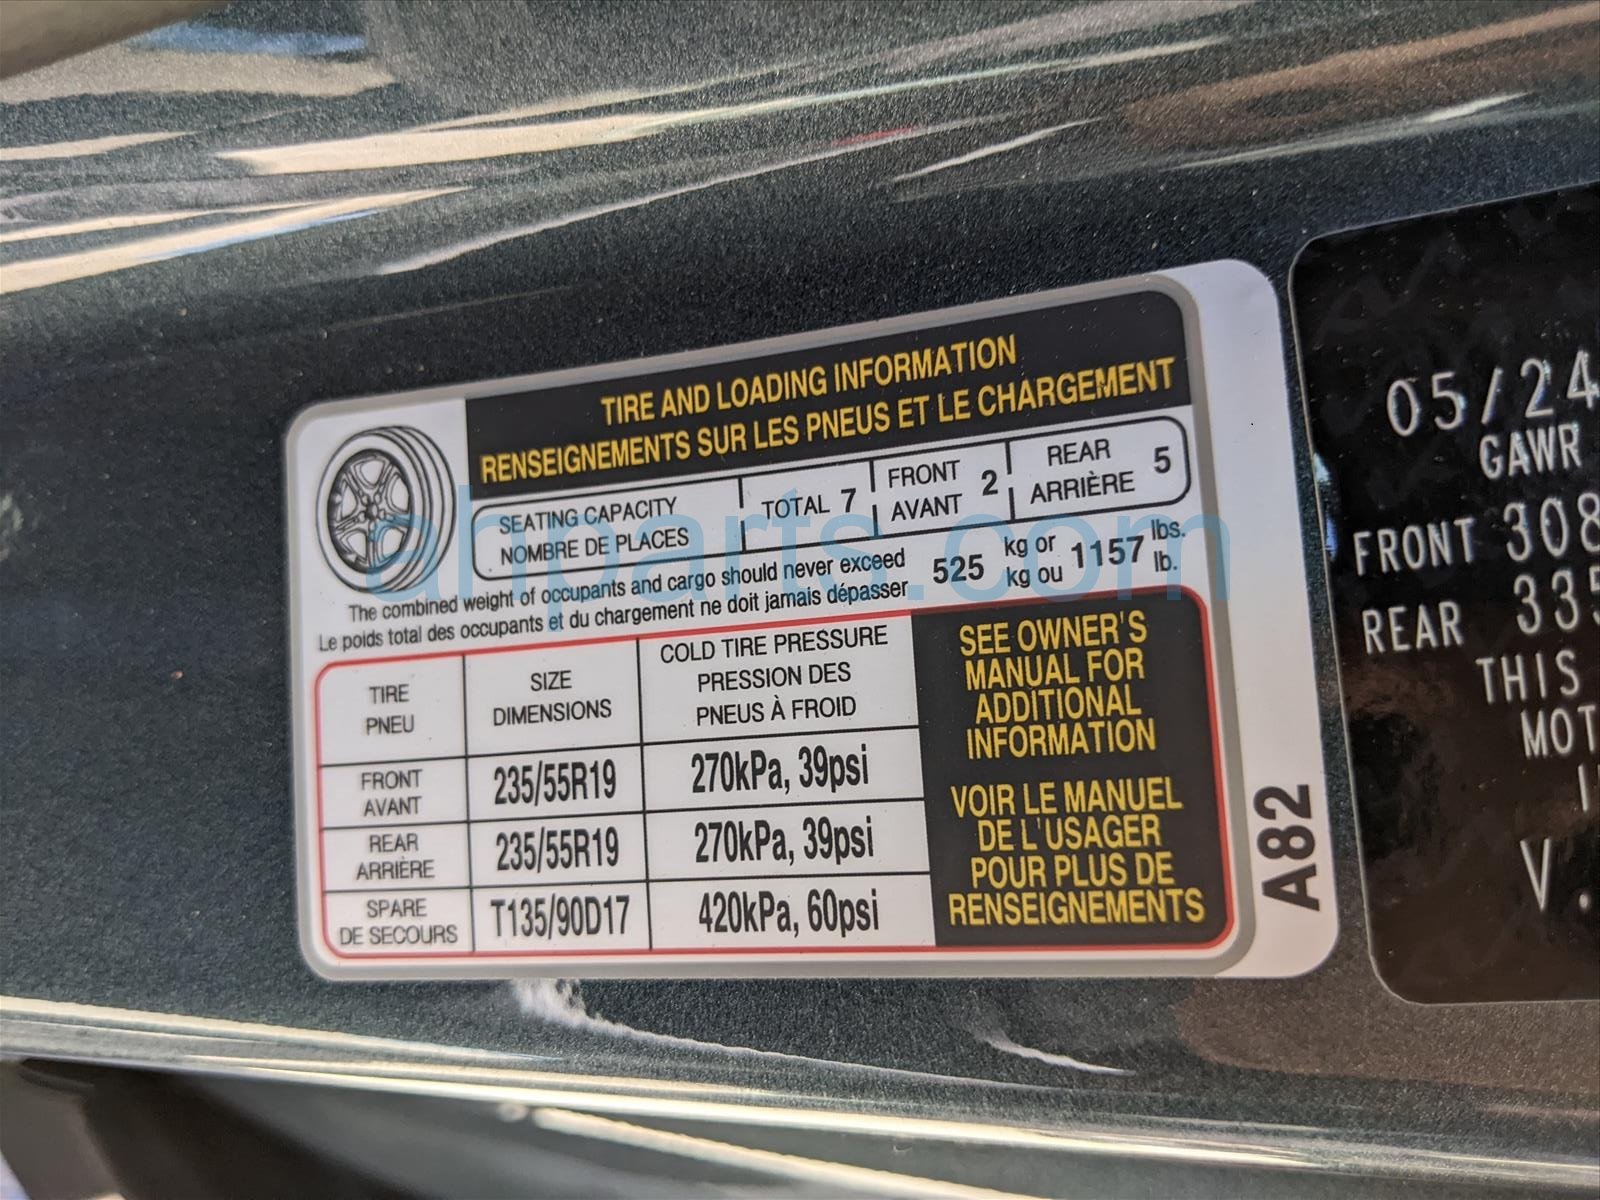 TIRE AND LOADING INFORMATION
RENSEIGNEMENTS SUR LES PNEUS ET LE CHARGEMENT
SEATING CAPACITY
NOMBRE DE PLACES
TOTAL 7
FRONT
AVANT
2
REAR
ARRIÈRE
5
The combined weight of occupants and cargo should never exceed
Le poids total des occupants et du chargement ne doit jamais dépasser
525
kg or
kg ou
1157
lbs.
lb.
TIRE
PNEU
SIZE
DIMENSIONS
COLD TIRE PRESSURE
PRESSION DES
PNEUS À FROID
FRONT
AVANT
235/55R19
270kPa, 39psi
REAR
ARRIÈRE
235/55R19
270kPa, 39psi
SPARE
DE SECOURS
T135/90D17
420kPa, 60psi
SEE OWNER'S
MANUAL FOR
ADDITIONAL
INFORMATION
VOIR LE MANUEL
DE L'USAGER
POUR PLUS DE
RENSEIGNEMENTS
A82
05/24
GAWR
FRONT 308
REAR 335
THIS
MOT
V.
ahparts.com